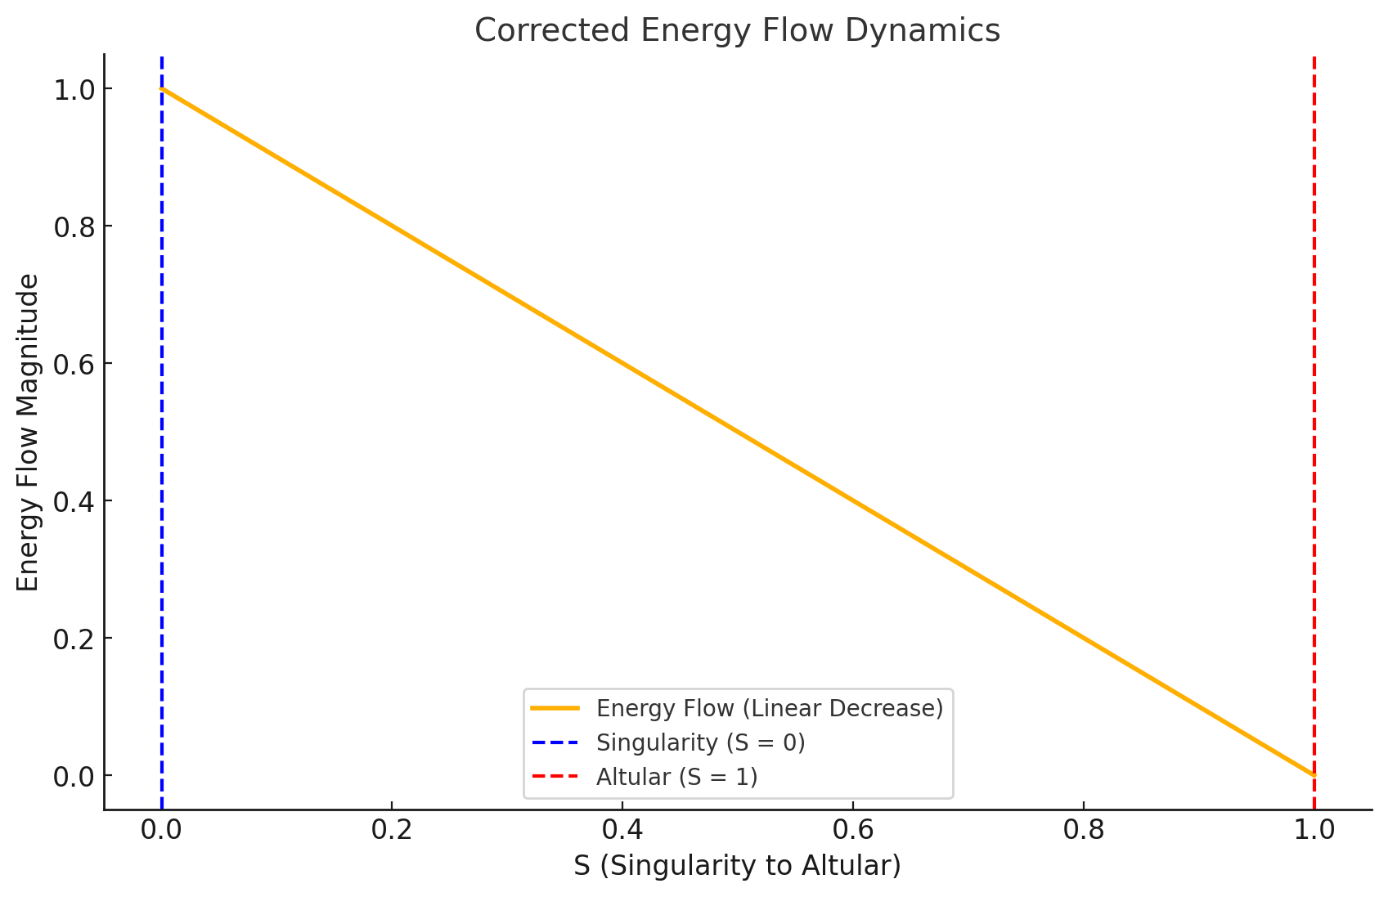 Corrected Energy Flow Dynamics
Energy Flow Magnitude
1.0
0.8
0.6
0.4
0.2
0.0
Energy Flow (Linear Decrease)
Singularity (S = 0)
Altular (S = 1)
0.0 0.2 0.4 0.6 0.8 1.0
S (Singularity to Altular)